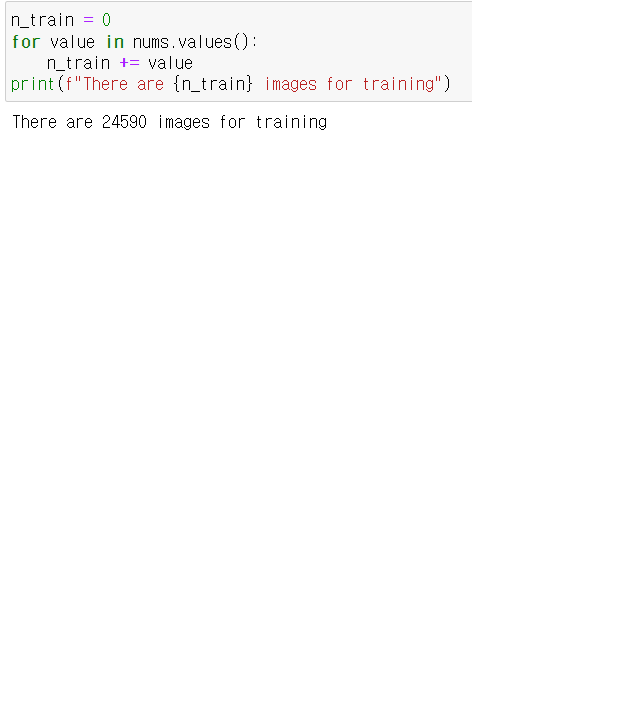 n_train = 0
for value in nums.values():
    n_train += value
print(f"There are {n_train} images for training")
There are 24590 images for training